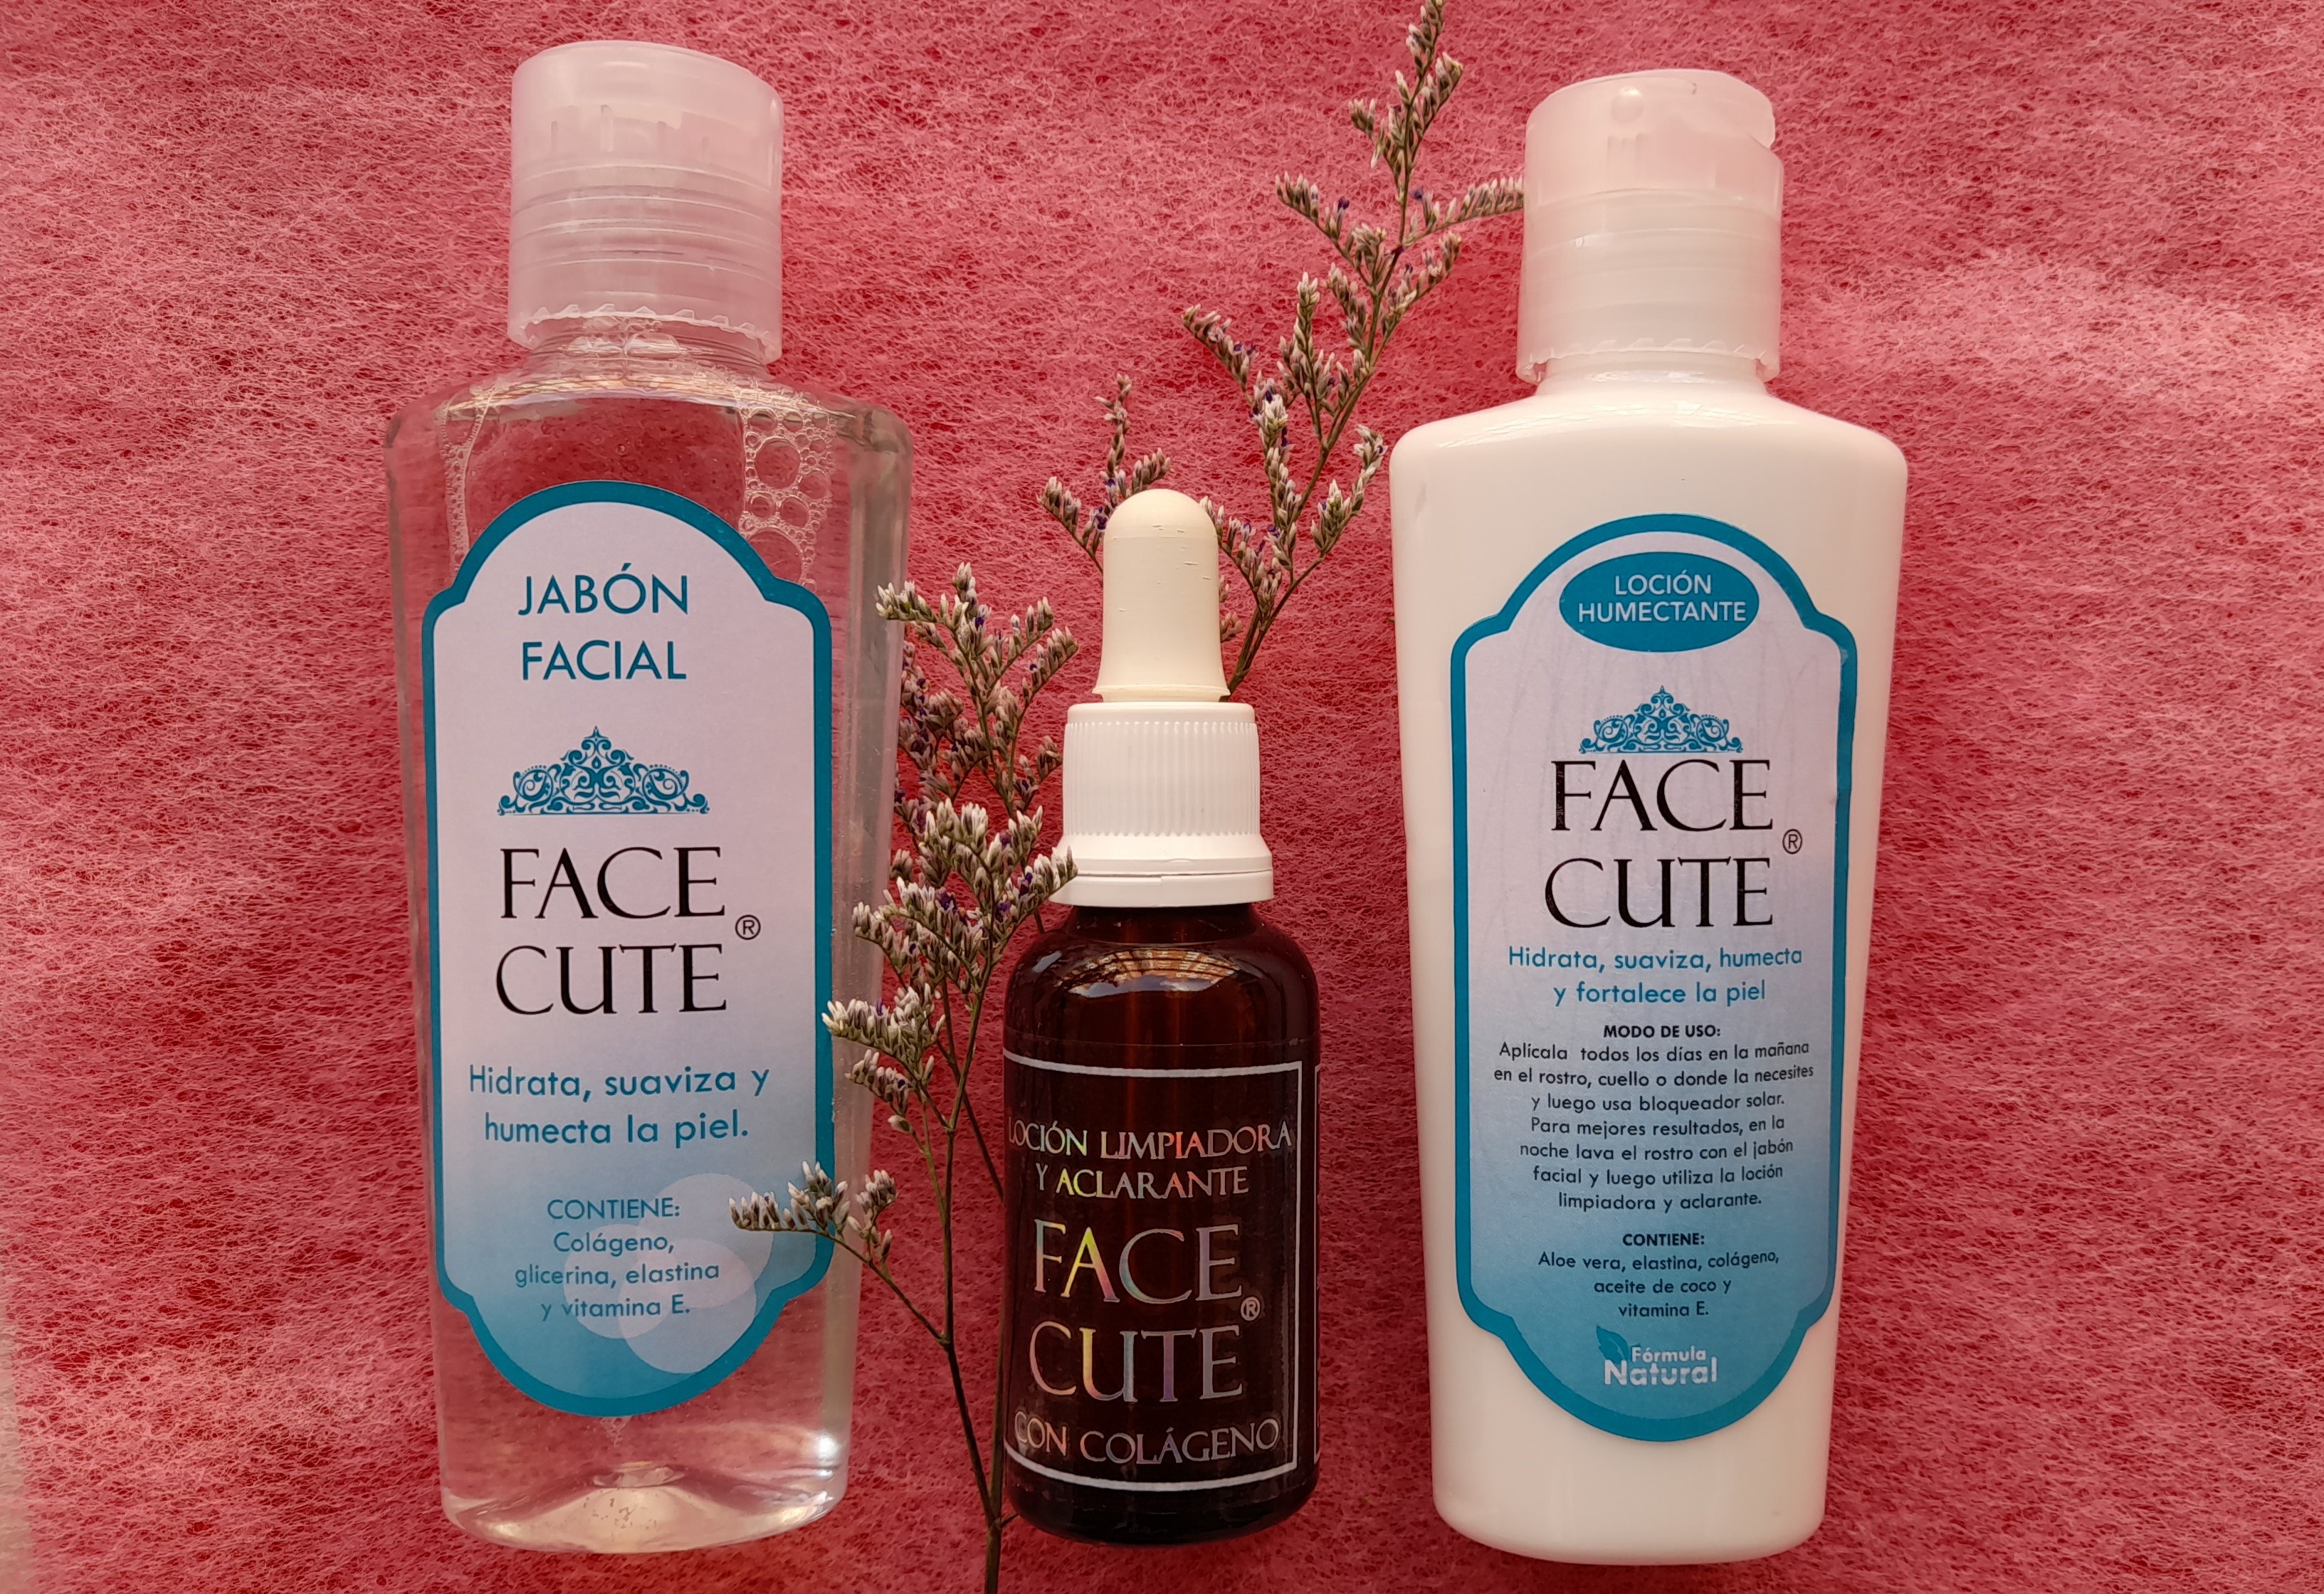 JABÓN
FACIAL
FACE
CUTE®
Hidrata, suaviza y
humecta la piel.
CONTIENE:
Colágeno,
glicerina, elastina
y vitamina E.
LOCIÓN LIMPIADORA
Y ACLARANTE
FACE
CUTE®
CON COLÁGENO
LOCIÓN
HUMECTANTE
FACE
CUTE®
Hidrata, suaviza, humecta
y fortalece la piel
MODO DE USO:
Aplícala todos los días en la mañana
en el rostro, cuello o donde la necesites
y luego usa bloqueador solar.
Para mejores resultados, en la
noche lava el rostro con el jabón
facial y luego utiliza la loción
limpiadora y aclarante.
CONTIENE:
Aloe vera, elastina, colágeno,
aceite de coco y
vitamina E.
Fórmula
Natural